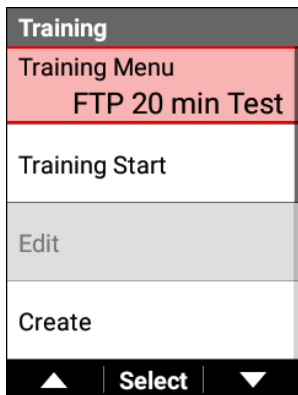 Training
Training Menu
FTP 20 min Test
Training Start
Edit
Create
Select